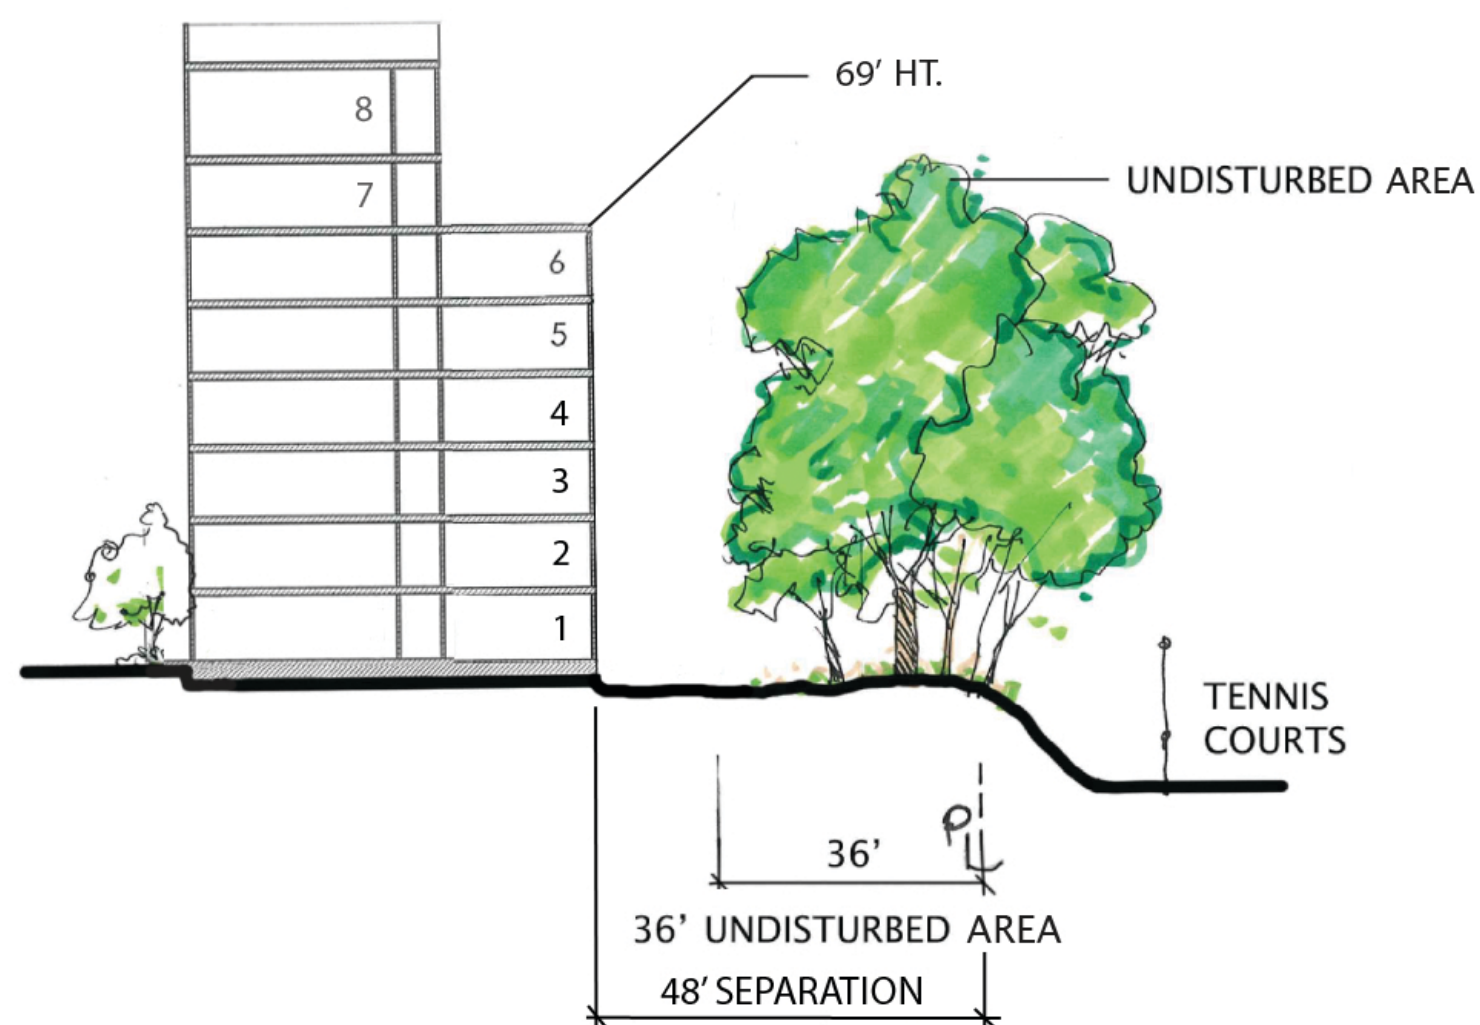 69' HT.
UNDISTURBED AREA
8
7
6
5
4
3
2
1
TENNIS
COURTS
PL
36'
36' UNDISTURBED AREA
48' SEPARATION